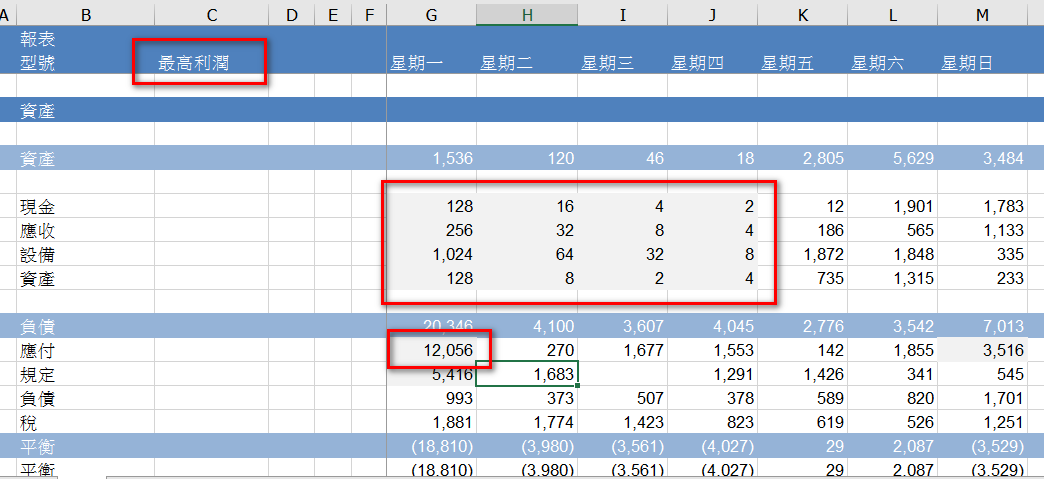 A B C D E F G H I J K L M
報表
型號 最高利潤 星期一 星期二 星期三 星期四 星期五 星期六 星期日
資產
資產 1,536 120 46 18 2,805 5,629 3,484
現金 128 16 4 2 12 1,901 1,783
應收 256 32 8 4 186 565 1,133
設備 1,024 64 32 8 1,872 1,848 335
資產 128 8 2 4 735 1,315 233
負債 20,346 4,100 3,607 4,045 2,776 3,542 7,013
應付 12,056 270 1,677 1,553 142 1,855 3,516
規定 5,416 1,683 1,291 1,426 341 545
負債 993 373 507 378 589 820 1,701
稅 1,881 1,774 1,423 823 619 526 1,251
平衡 (18,810) (3,980) (3,561) (4,027) 29 2,087 (3,529)
平衡 (18,810) (3,980) (3,561) (4,027) 29 2,087 (3,529)